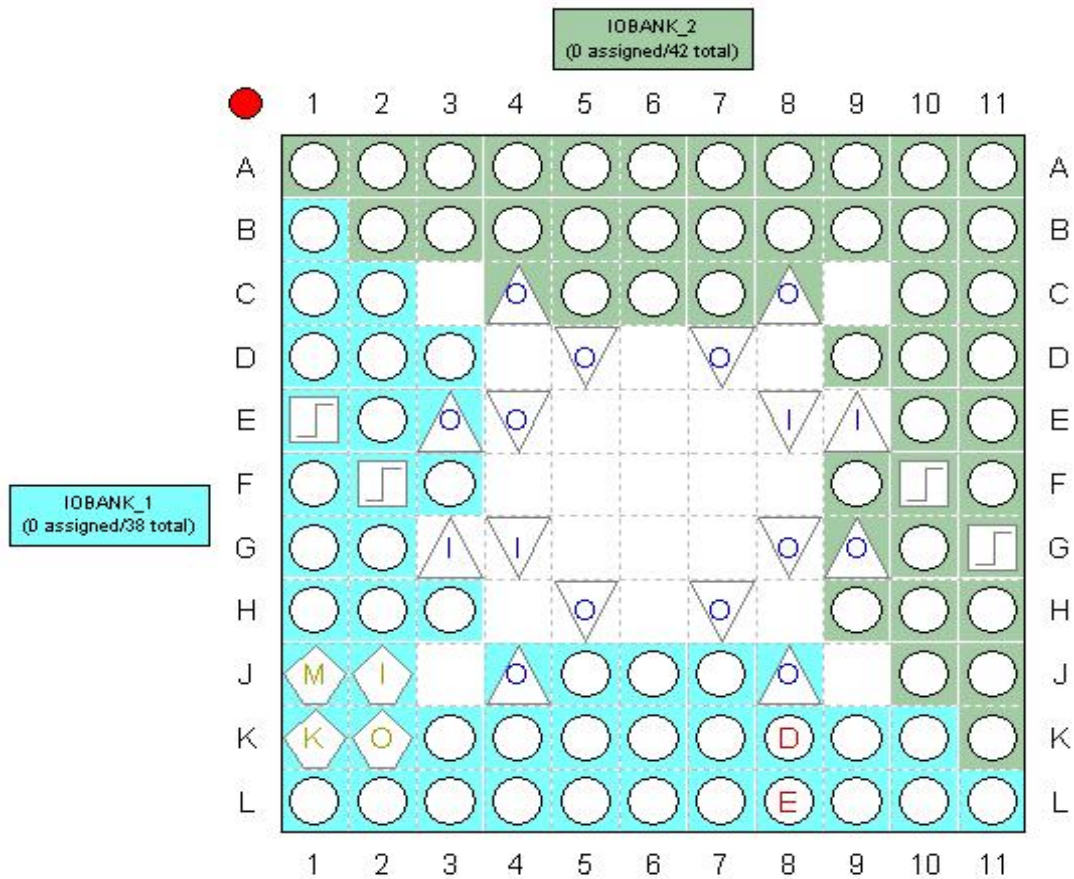 IOBANK_2
(0 assigned/42 total)
1 2 3 4 5 6 7 8 9 10 11
A A
B B
C O O C
D O O D
E O O I I E
F F
IOBANK_1
(0 assigned/38 total)
G I I O O G
H O O H
J M I O O J
K K O D K
L E L
1 2 3 4 5 6 7 8 9 10 11